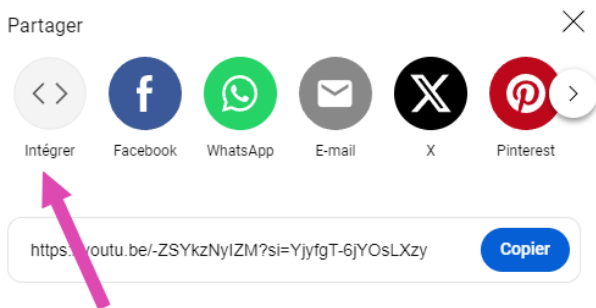 Partager
Intégrer Facebook WhatsApp E-mail X Pinterest
https://youtu.be/-ZSYkzNyIZM?si=YjyfgT-6jYOsLXzy Copier